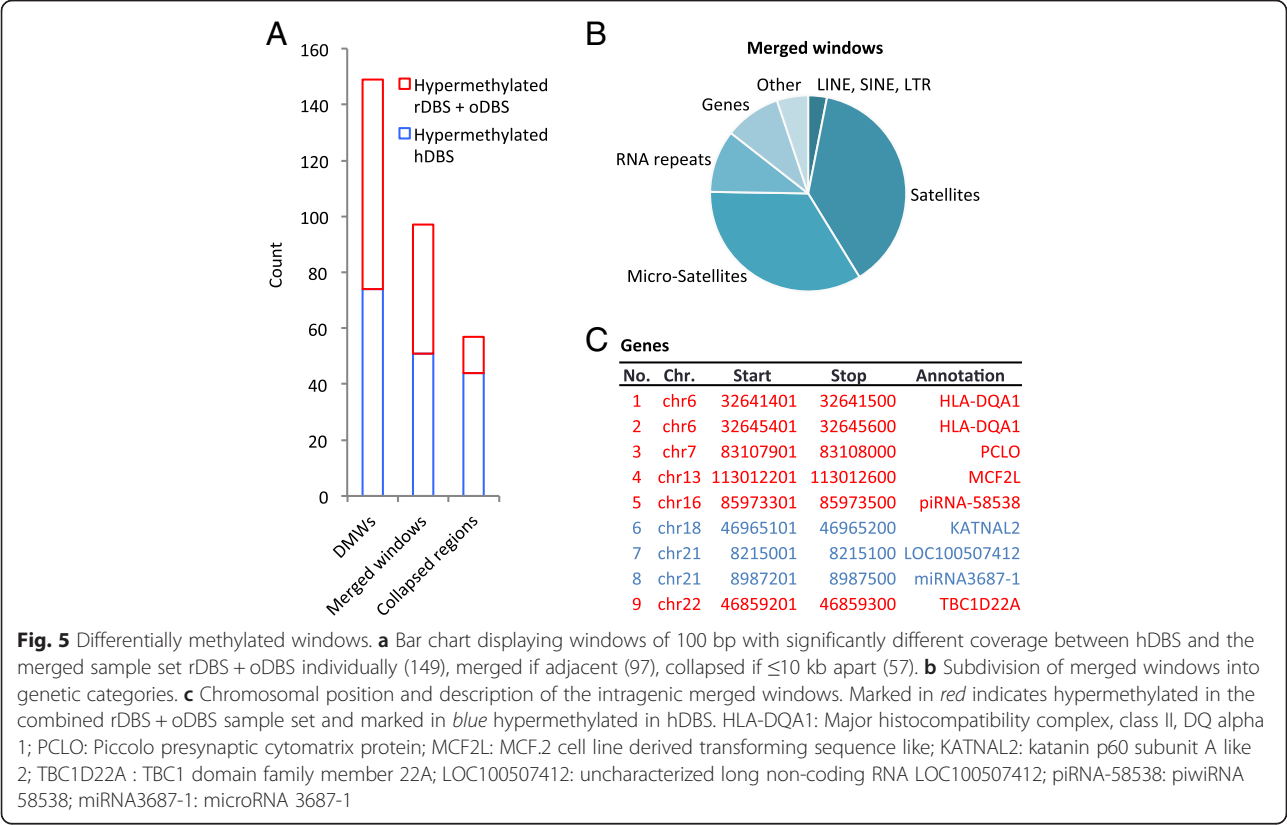 A
160
140
120
100
80
60
40
20
0
Count
Hypermethylated
rDBS + oDBS
Hypermethylated
hDBS
DMWs
Merged windows
Collapsed regions
B
Merged windows
Other
LINE, SINE, LTR
Genes
RNA repeats
Satellites
Micro-Satellites
C
Genes
No. Chr. Start Stop Annotation
1 chr6 32641401 32641500 HLA-DQA1
2 chr6 32645401 32645600 HLA-DQA1
3 chr7 83107901 83108000 PCLO
4 chr13 113012201 113012600 MCF2L
5 chr16 85973301 85973500 piRNA-58538
6 chr18 46965101 46965200 KATNAL2
7 chr21 8215001 8215100 LOC100507412
8 chr21 8987201 8987500 miRNA3687-1
9 chr22 46859201 46859300 TBC1D22A
Fig. 5 Differentially methylated windows. a Bar chart displaying windows of 100 bp with significantly different coverage between hDBS and the
merged sample set rDBS + oDBS individually (149), merged if adjacent (97), collapsed if ≤10 kb apart (57). b Subdivision of merged windows into
genetic categories. c Chromosomal position and description of the intragenic merged windows. Marked in red indicates hypermethylated in the
combined rDBS + oDBS sample set and marked in blue hypermethylated in hDBS. HLA-DQA1: Major histocompatibility complex, class II, DQ alpha
1; PCLO: Piccolo presynaptic cytomatrix protein; MCF2L: MCF.2 cell line derived transforming sequence like; KATNAL2: katanin p60 subunit A like
2; TBC1D22A : TBC1 domain family member 22A; LOC100507412: uncharacterized long non-coding RNA LOC100507412; piRNA-58538: piwiRNA
58538; miRNA3687-1: microRNA 3687-1